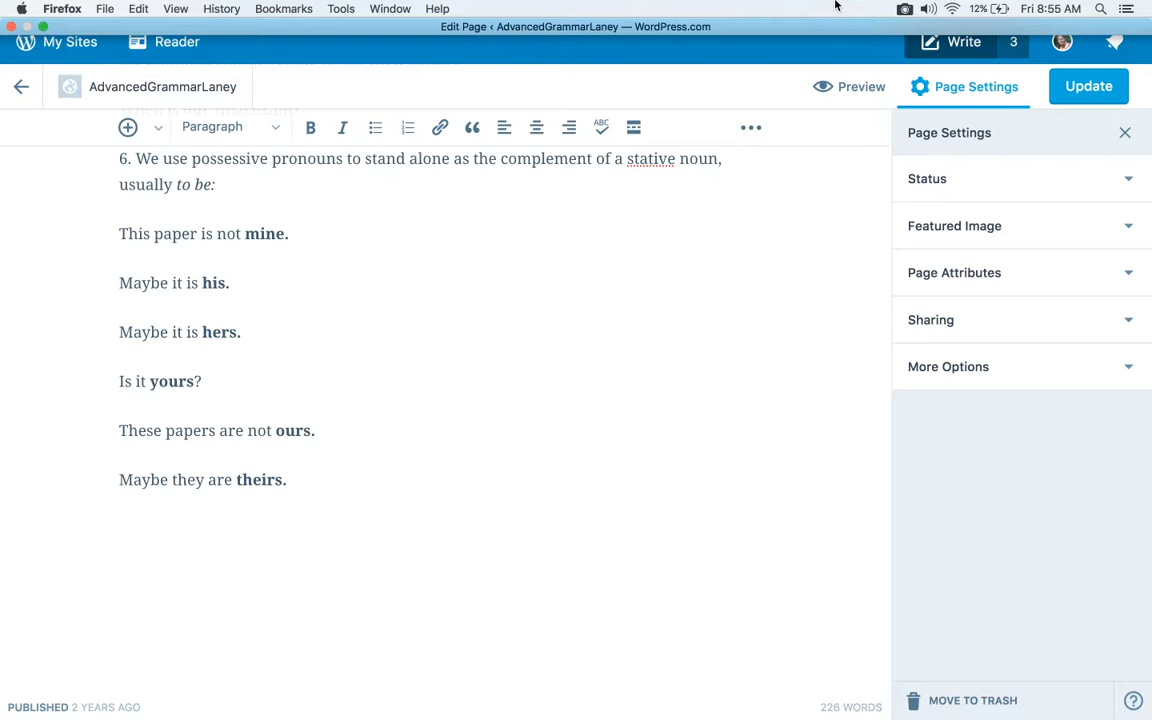 Firefox File Edit View History Bookmarks Tools Window Help 12% Fri 8:55 AM
Edit Page ‹ AdvancedGrammarLaney — WordPress.com
My Sites Reader Write 3
AdvancedGrammarLaney Preview Page Settings Update
Paragraph ABC
Page Settings
6. We use possessive pronouns to stand alone as the complement of a stative noun,
usually to be:
This paper is not mine.
Maybe it is his.
Maybe it is hers.
Is it yours?
These papers are not ours.
Maybe they are theirs.
Status
Featured Image
Page Attributes
Sharing
More Options
PUBLISHED 2 YEARS AGO 226 WORDS
MOVE TO TRASH